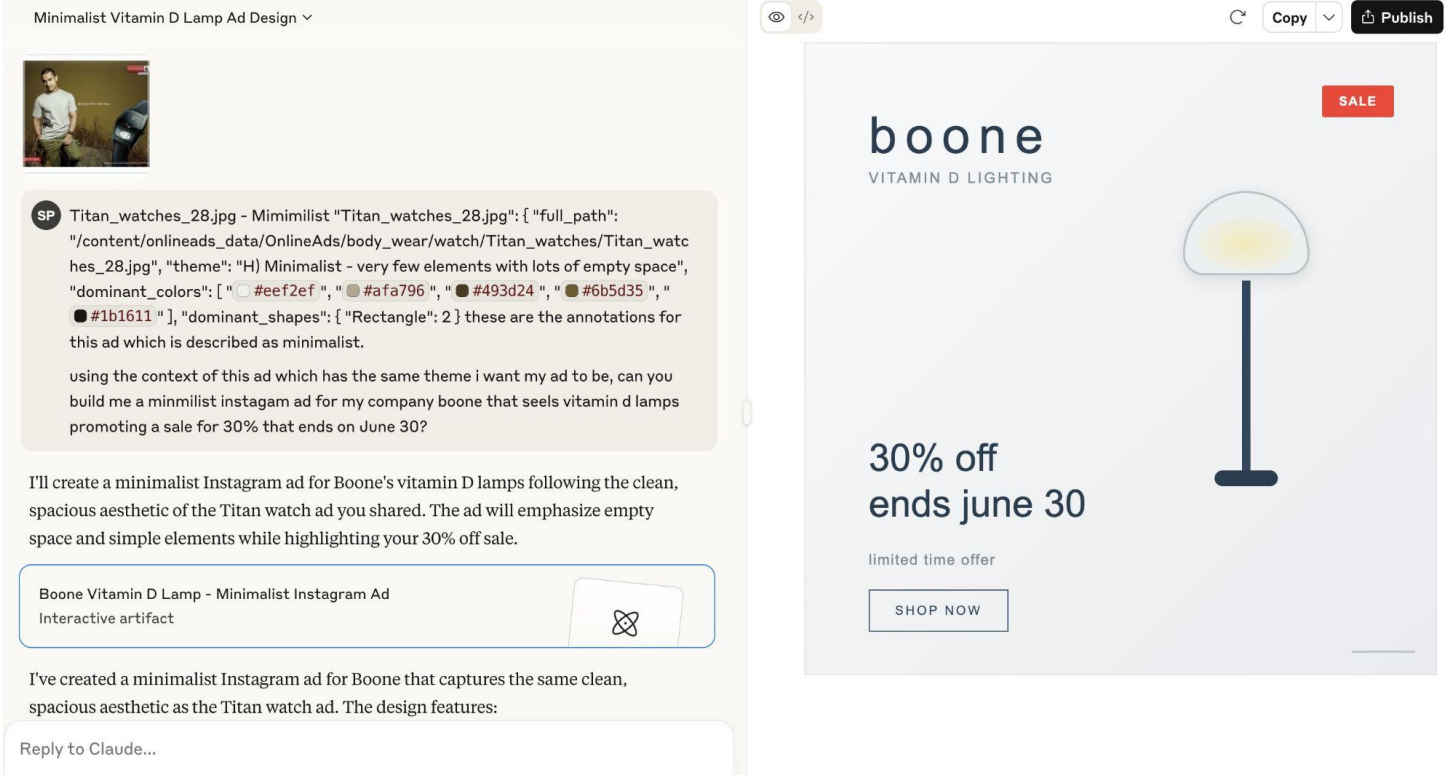 Minimalist Vitamin D Lamp Ad Design
SP
Titan_watches_28.jpg - Mimimilist "Titan_watches_28.jpg": { "full_path":
"/content/onlineads_data/OnlineAds/body_wear/watch/Titan_watches/Titan_watc
hes_28.jpg", "theme": "H) Minimalist - very few elements with lots of empty space",
"dominant_colors": [ " #eef2ef ", " #afa796 ", " #493d24 ", " #6b5d35 ", "
#1b1611 " ], "dominant_shapes": { "Rectangle": 2 } these are the annotations for
this ad which is described as minimalist.
using the context of this ad which has the same theme i want my ad to be, can you
build me a minmilist instagam ad for my company boone that seels vitamin d lamps
promoting a sale for 30% that ends on June 30?
I'll create a minimalist Instagram ad for Boone's vitamin D lamps following the clean,
spacious aesthetic of the Titan watch ad you shared. The ad will emphasize empty
space and simple elements while highlighting your 30% off sale.
Boone Vitamin D Lamp - Minimalist Instagram Ad
Interactive artifact
I've created a minimalist Instagram ad for Boone that captures the same clean,
spacious aesthetic as the Titan watch ad. The design features:
Reply to Claude...
</>
Copy
Publish
SALE
boone
VITAMIN D LIGHTING
30% off
ends june 30
limited time offer
SHOP NOW